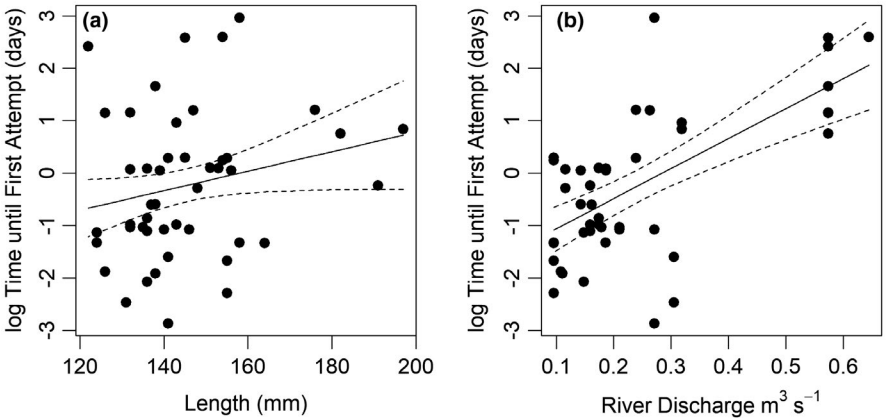 (a)
log Time until First Attempt (days)
3
2
1
0
-1
-2
-3
120 140 160 180 200
Length (mm)
(b)
log Time until First Attempt (days)
3
2
1
0
-1
-2
-3
0.1 0.2 0.3 0.4 0.5 0.6
River Discharge m³ s⁻¹